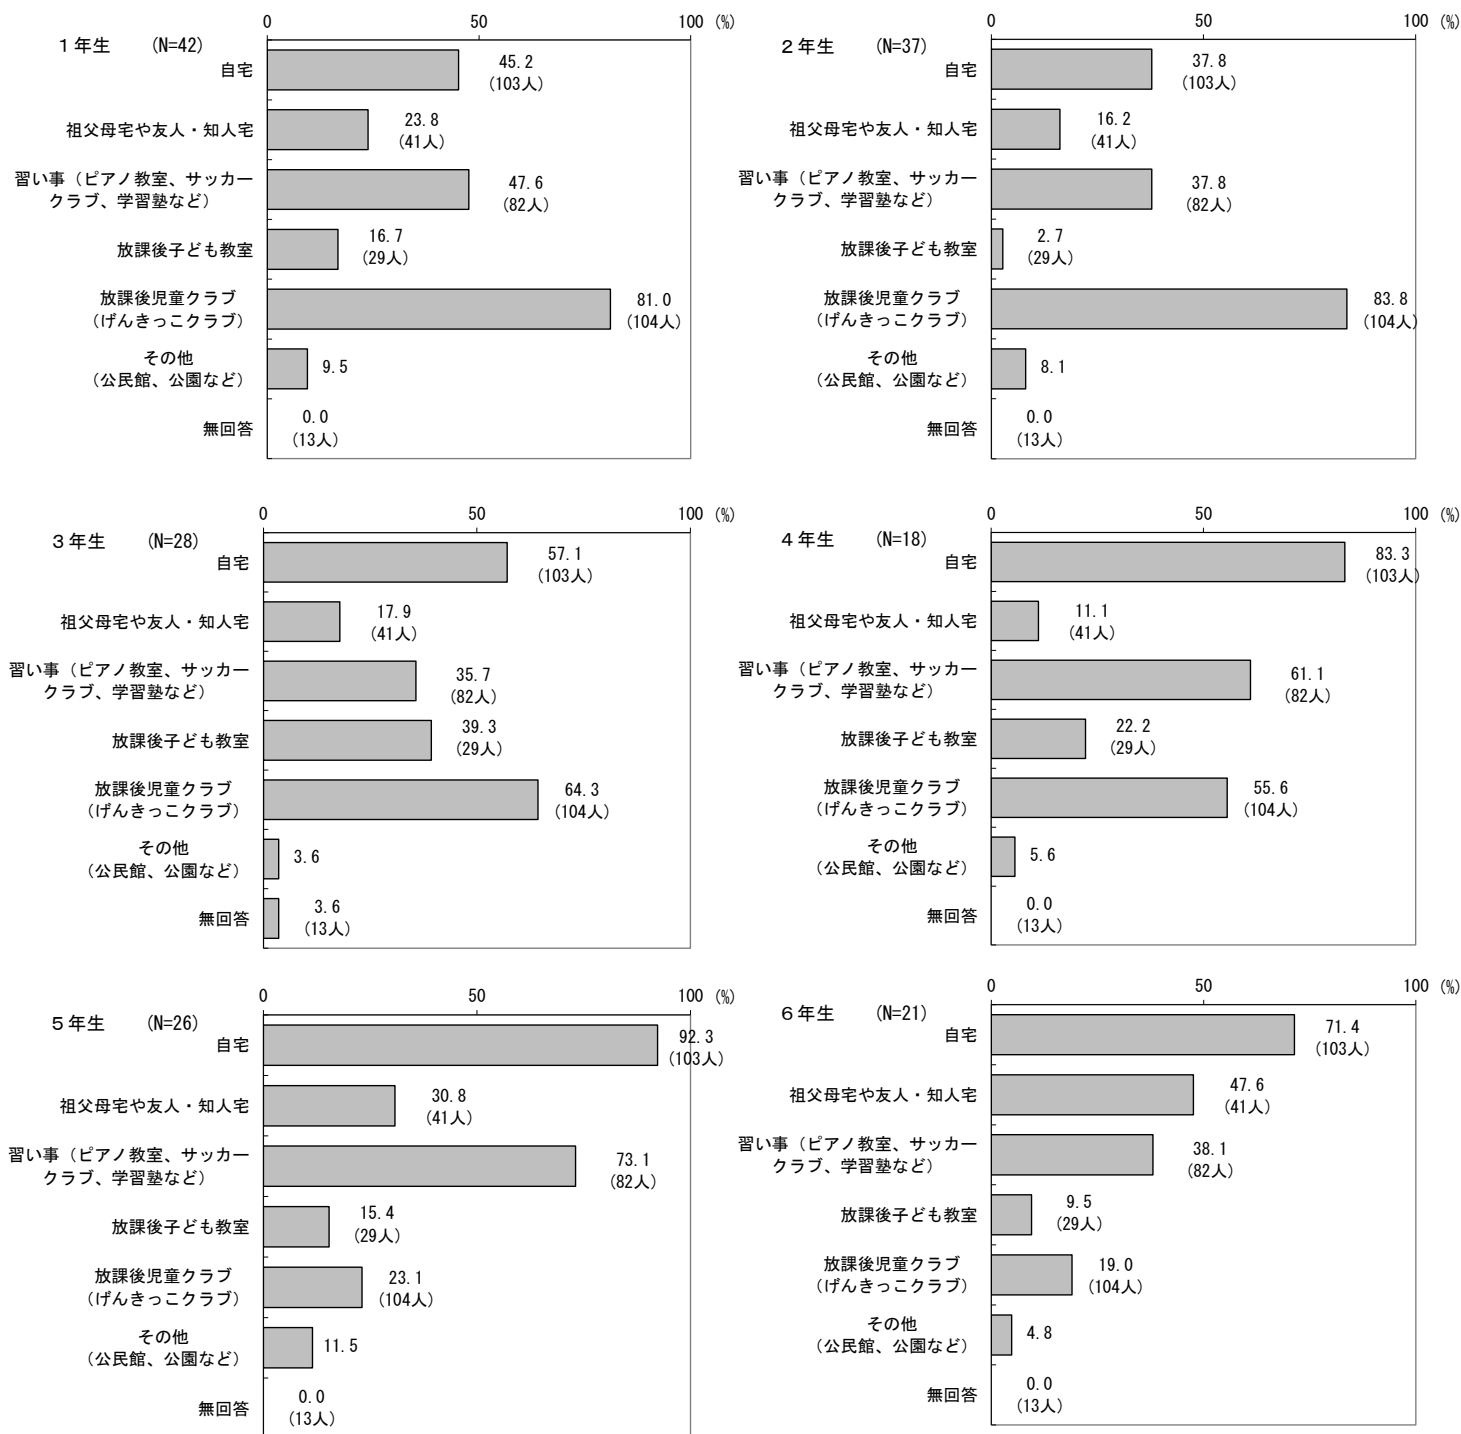 0 50 100 (%)
1年生 (N=42)
自宅 45.2
(103人)
祖父母宅や友人・知人宅 23.8
(41人)
習い事（ピアノ教室、サッカー
クラブ、学習塾など） 47.6
(82人)
放課後子ども教室 16.7
(29人)
放課後児童クラブ
（げんきっこクラブ） 81.0
(104人)
その他
（公民館、公園など） 9.5
無回答 0.0
(13人)
0 50 100 (%)
2年生 (N=37)
自宅 37.8
(103人)
祖父母宅や友人・知人宅 16.2
(41人)
習い事（ピアノ教室、サッカー
クラブ、学習塾など） 37.8
(82人)
放課後子ども教室 2.7
(29人)
放課後児童クラブ
（げんきっこクラブ） 83.8
(104人)
その他
（公民館、公園など） 8.1
無回答 0.0
(13人)
0 50 100 (%)
3年生 (N=28)
自宅 57.1
(103人)
祖父母宅や友人・知人宅 17.9
(41人)
習い事（ピアノ教室、サッカー
クラブ、学習塾など） 35.7
(82人)
放課後子ども教室 39.3
(29人)
放課後児童クラブ
（げんきっこクラブ） 64.3
(104人)
その他
（公民館、公園など） 3.6
無回答 3.6
(13人)
0 50 100 (%)
4年生 (N=18)
自宅 83.3
(103人)
祖父母宅や友人・知人宅 11.1
(41人)
習い事（ピアノ教室、サッカー
クラブ、学習塾など） 61.1
(82人)
放課後子ども教室 22.2
(29人)
放課後児童クラブ
（げんきっこクラブ） 55.6
(104人)
その他
（公民館、公園など） 5.6
無回答 0.0
(13人)
0 50 100 (%)
5年生 (N=26)
自宅 92.3
(103人)
祖父母宅や友人・知人宅 30.8
(41人)
習い事（ピアノ教室、サッカー
クラブ、学習塾など） 73.1
(82人)
放課後子ども教室 15.4
(29人)
放課後児童クラブ
（げんきっこクラブ） 23.1
(104人)
その他
（公民館、公園など） 11.5
無回答 0.0
(13人)
0 50 100 (%)
6年生 (N=21)
自宅 71.4
(103人)
祖父母宅や友人・知人宅 47.6
(41人)
習い事（ピアノ教室、サッカー
クラブ、学習塾など） 38.1
(82人)
放課後子ども教室 9.5
(29人)
放課後児童クラブ
（げんきっこクラブ） 19.0
(104人)
その他
（公民館、公園など） 4.8
無回答 0.0
(13人)